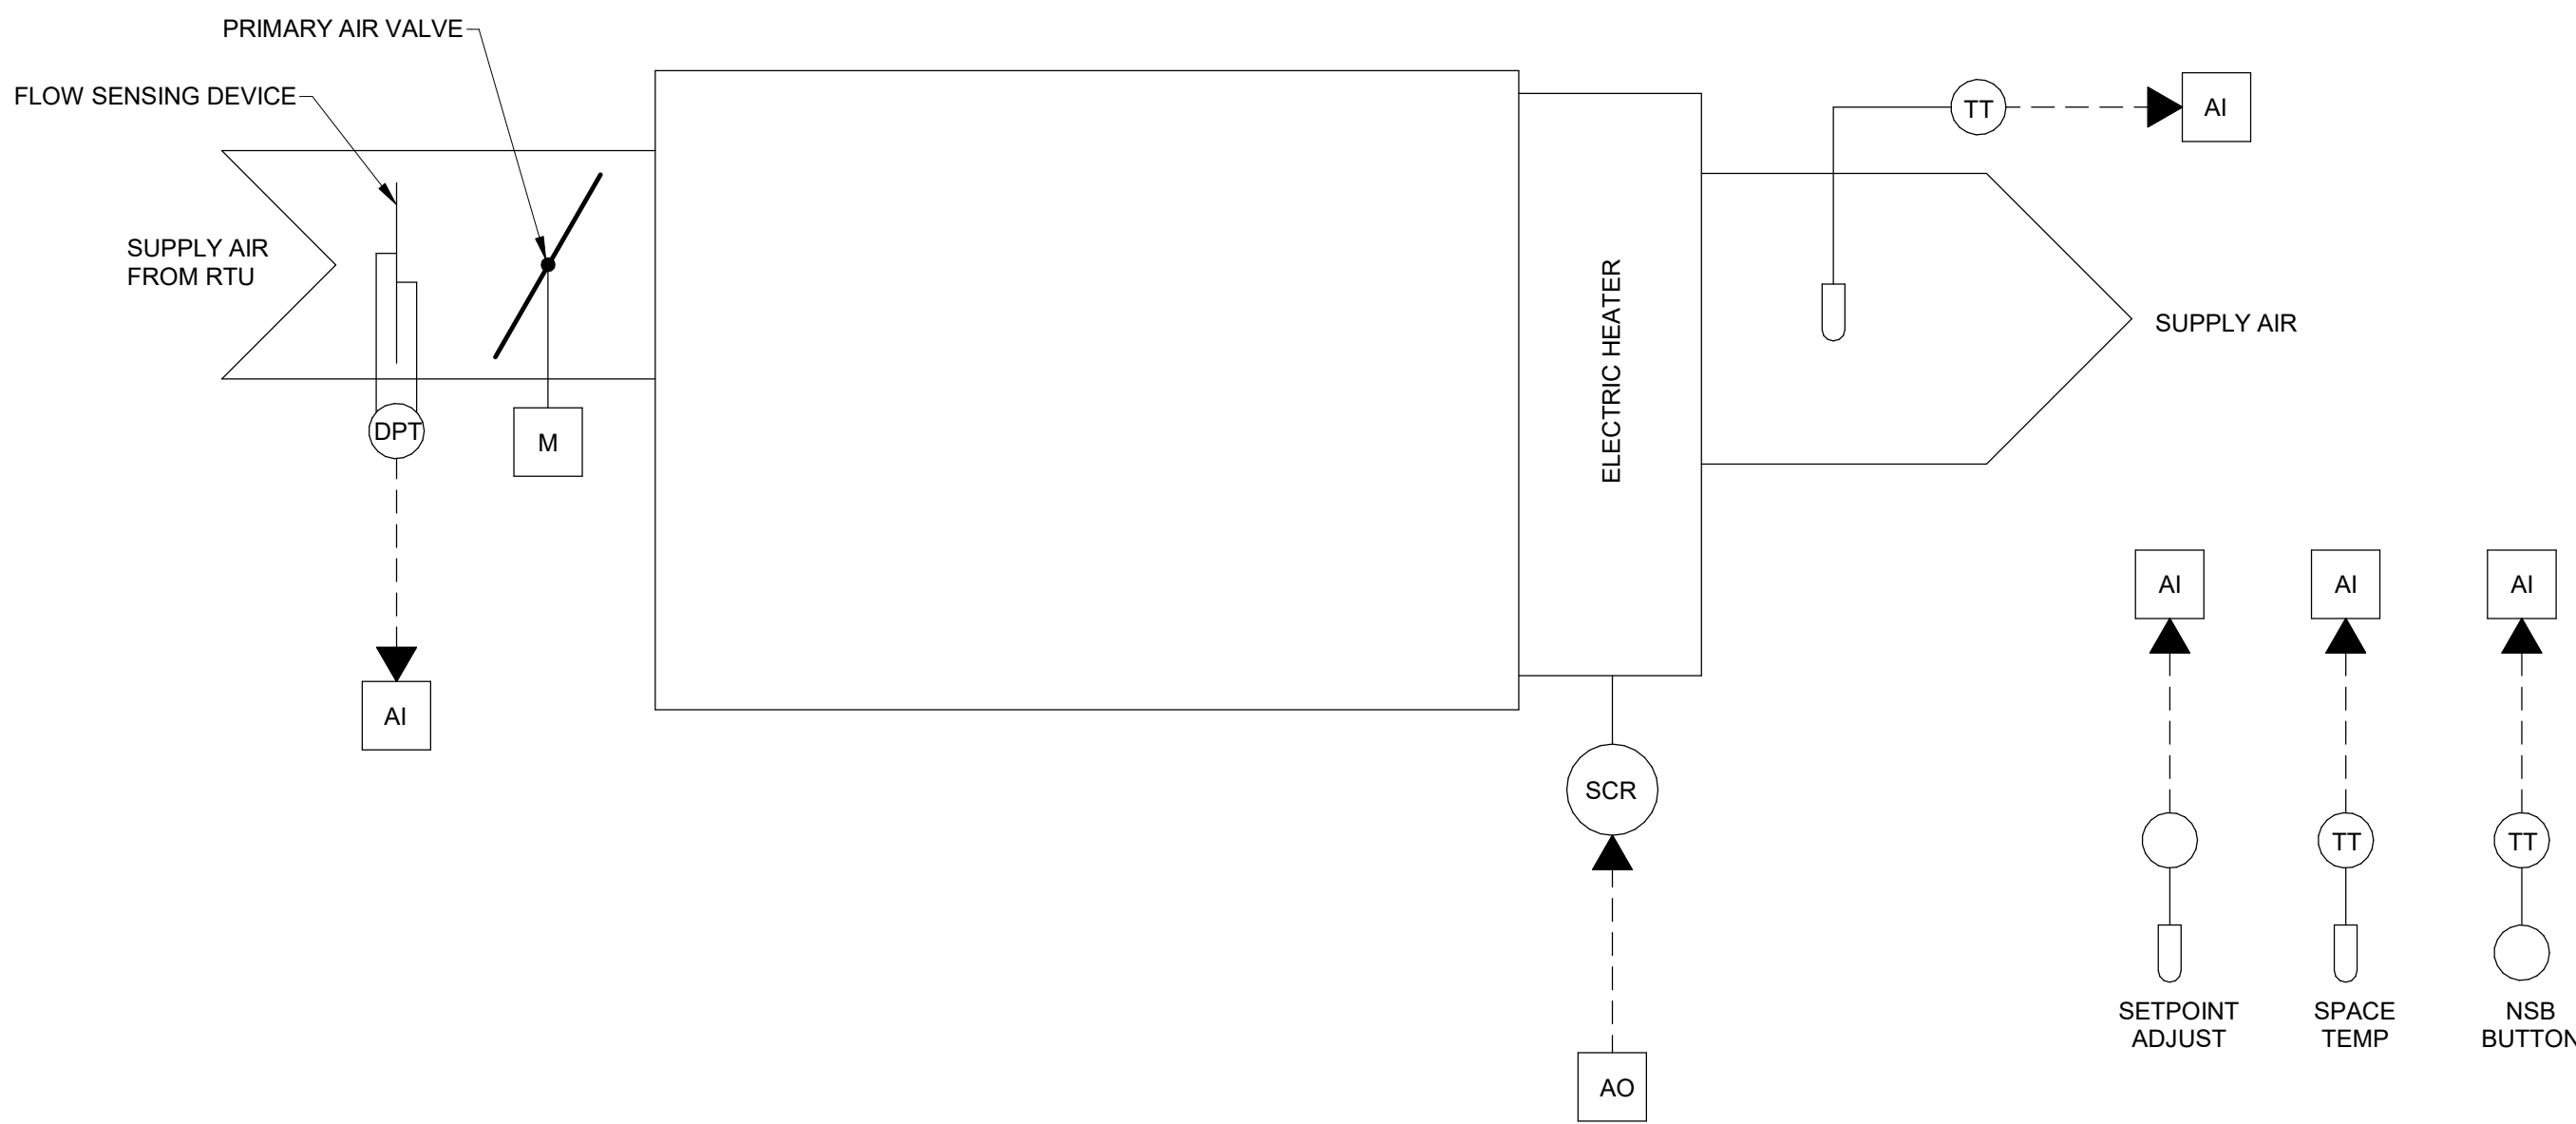 PRIMARY AIR VALVE
FLOW SENSING DEVICE
TT
AI
SUPPLY AIR
FROM RTU
ELECTRIC HEATER
SUPPLY AIR
DPT
M
AI
AI
AI
AI
SCR
TT
TT
SETPOINT
ADJUST
SPACE
TEMP
NSB
BUTTON
AO